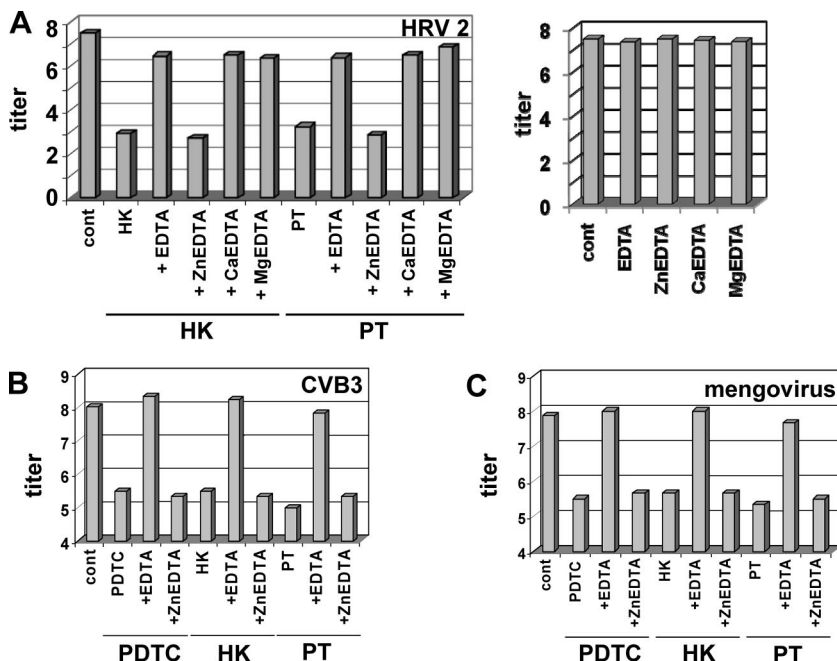 A
HRV 2
titer
8
6
4
2
0
cont
HK
+ EDTA
+ ZnEDTA
+ CaEDTA
+ MgEDTA
PT
+ EDTA
+ ZnEDTA
+ CaEDTA
+ MgEDTA
HK
PT
titer
8
6
4
2
0
cont
EDTA
ZnEDTA
CaEDTA
MgEDTA
B
CVB3
titer
9
8
7
6
5
4
cont
PDTC
+EDTA
+ZnEDTA
HK
+EDTA
+ZnEDTA
PT
+EDTA
+ZnEDTA
PDTC
HK
PT
C
mengovirus
titer
9
8
7
6
5
4
cont
PDTC
+EDTA
+ZnEDTA
HK
+EDTA
+ZnEDTA
PT
+EDTA
+ZnEDTA
PDTC
HK
PT